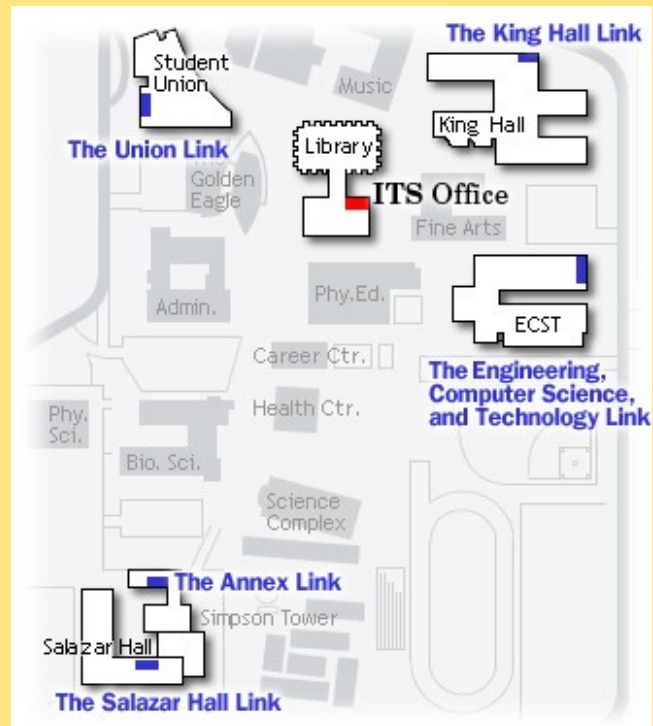 The King Hall Link
Student
Union
Music
King Hall
Library
The Union Link
The
Golden
Eagle
ITS Office
Fine Arts
Admin.
Phy.Ed.
ECST
Career Ctr.
The Engineering,
Computer Science,
and Technology Link
Phy.
Sci.
Health Ctr.
Bio. Sci.
Science
Complex
The Annex Link
Simpson Tower
Salazar Hall
The Salazar Hall Link